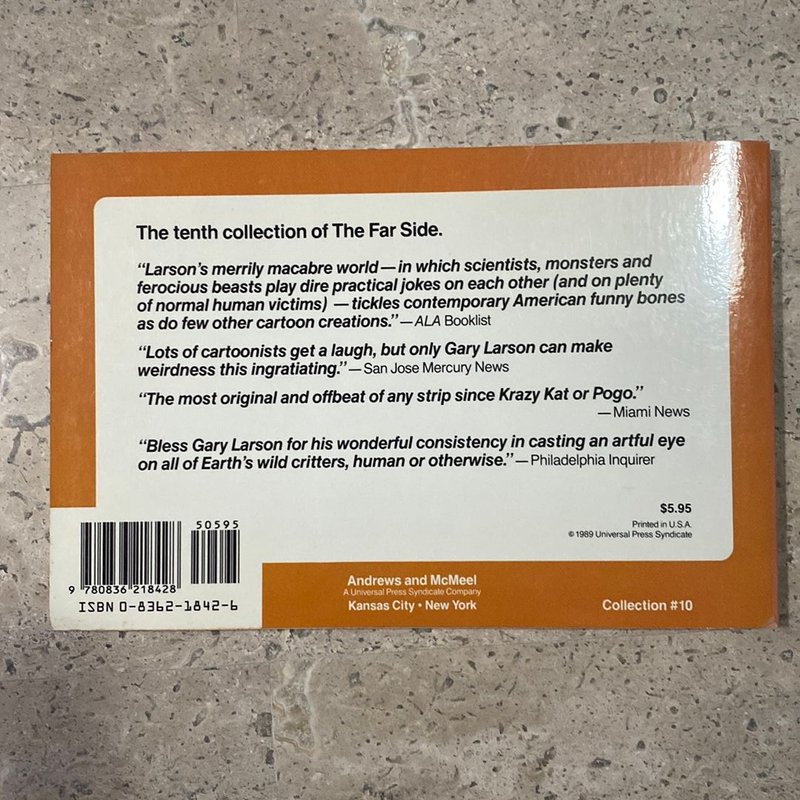 The tenth collection of The Far Side.
“Larson’s merrily macabre world—in which scientists, monsters and
ferocious beasts play dire practical jokes on each other (and on plenty
of normal human victims) —tickles contemporary American funny bones
as do few other cartoon creations.”—ALA Booklist
“Lots of cartoonists get a laugh, but only Gary Larson can make
weirdness this ingratiating.”—San Jose Mercury News
“The most original and offbeat of any strip since Krazy Kat or Pogo.”
—Miami News
“Bless Gary Larson for his wonderful consistency in casting an artful eye
on all of Earth’s wild critters, human or otherwise.”—Philadelphia Inquirer
$5.95
Printed in U.S.A.
©1989 Universal Press Syndicate
50595
9 780836 218428
ISBN 0-8362-1842-6
Andrews and McMeel
A Universal Press Syndicate Company
Kansas City • New York
Collection #10